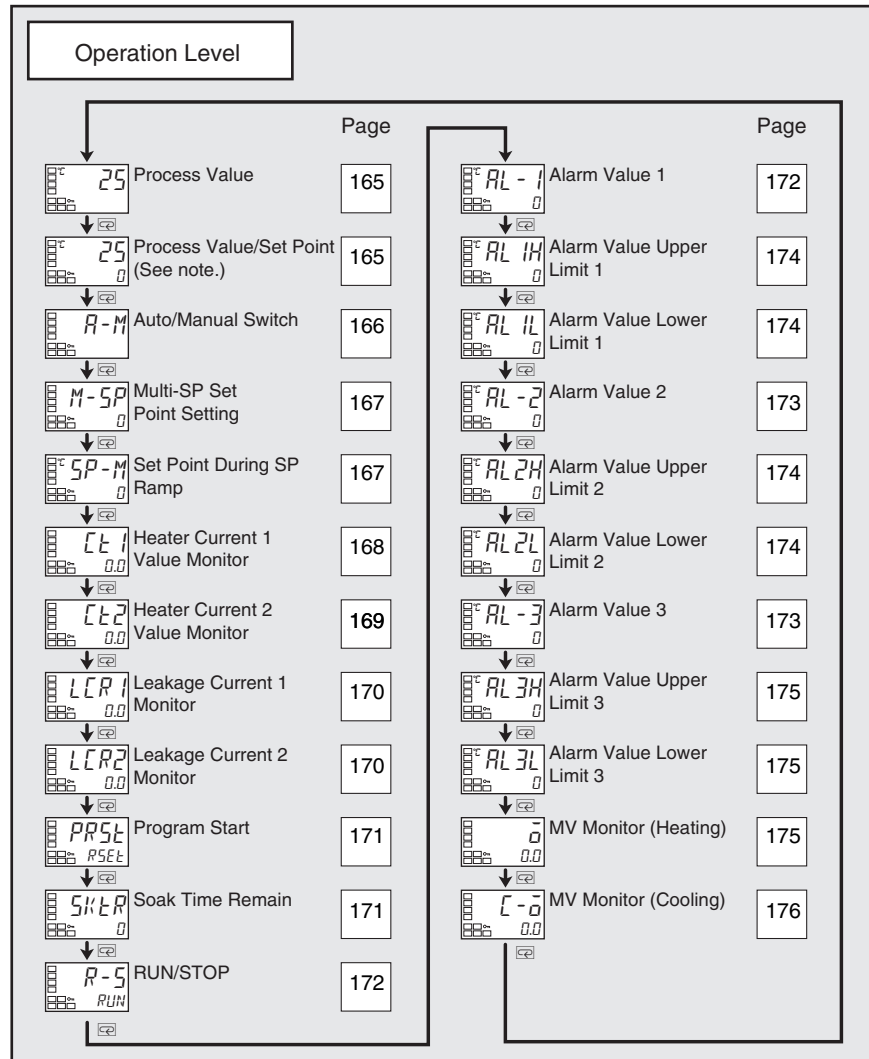 Operation Level
Page
25 Process Value 165
25 0 Process Value/Set Point (See note.) 165
A-M Auto/Manual Switch 166
M-SP 0 Multi-SP Set Point Setting 167
°C SP-M 0 Set Point During SP Ramp 167
Ct1 0.0 Heater Current 1 Value Monitor 168
Ct2 0.0 Heater Current 2 Value Monitor 169
LCR1 0.0 Leakage Current 1 Monitor 170
LCR2 0.0 Leakage Current 2 Monitor 170
PRSt RSEt Program Start 171
SKtR 0 Soak Time Remain 171
R-S RUN RUN/STOP 172
Page
°C AL-1 0 Alarm Value 1 172
°C AL1H 0 Alarm Value Upper Limit 1 174
°C AL1L 0 Alarm Value Lower Limit 1 174
°C AL-2 0 Alarm Value 2 173
°C AL2H 0 Alarm Value Upper Limit 2 174
°C AL2L 0 Alarm Value Lower Limit 2 174
°C AL-3 0 Alarm Value 3 173
°C AL3H 0 Alarm Value Upper Limit 3 175
°C AL3L 0 Alarm Value Lower Limit 3 175
ō 0.0 MV Monitor (Heating) 175
C-ō 0.0 MV Monitor (Cooling) 176